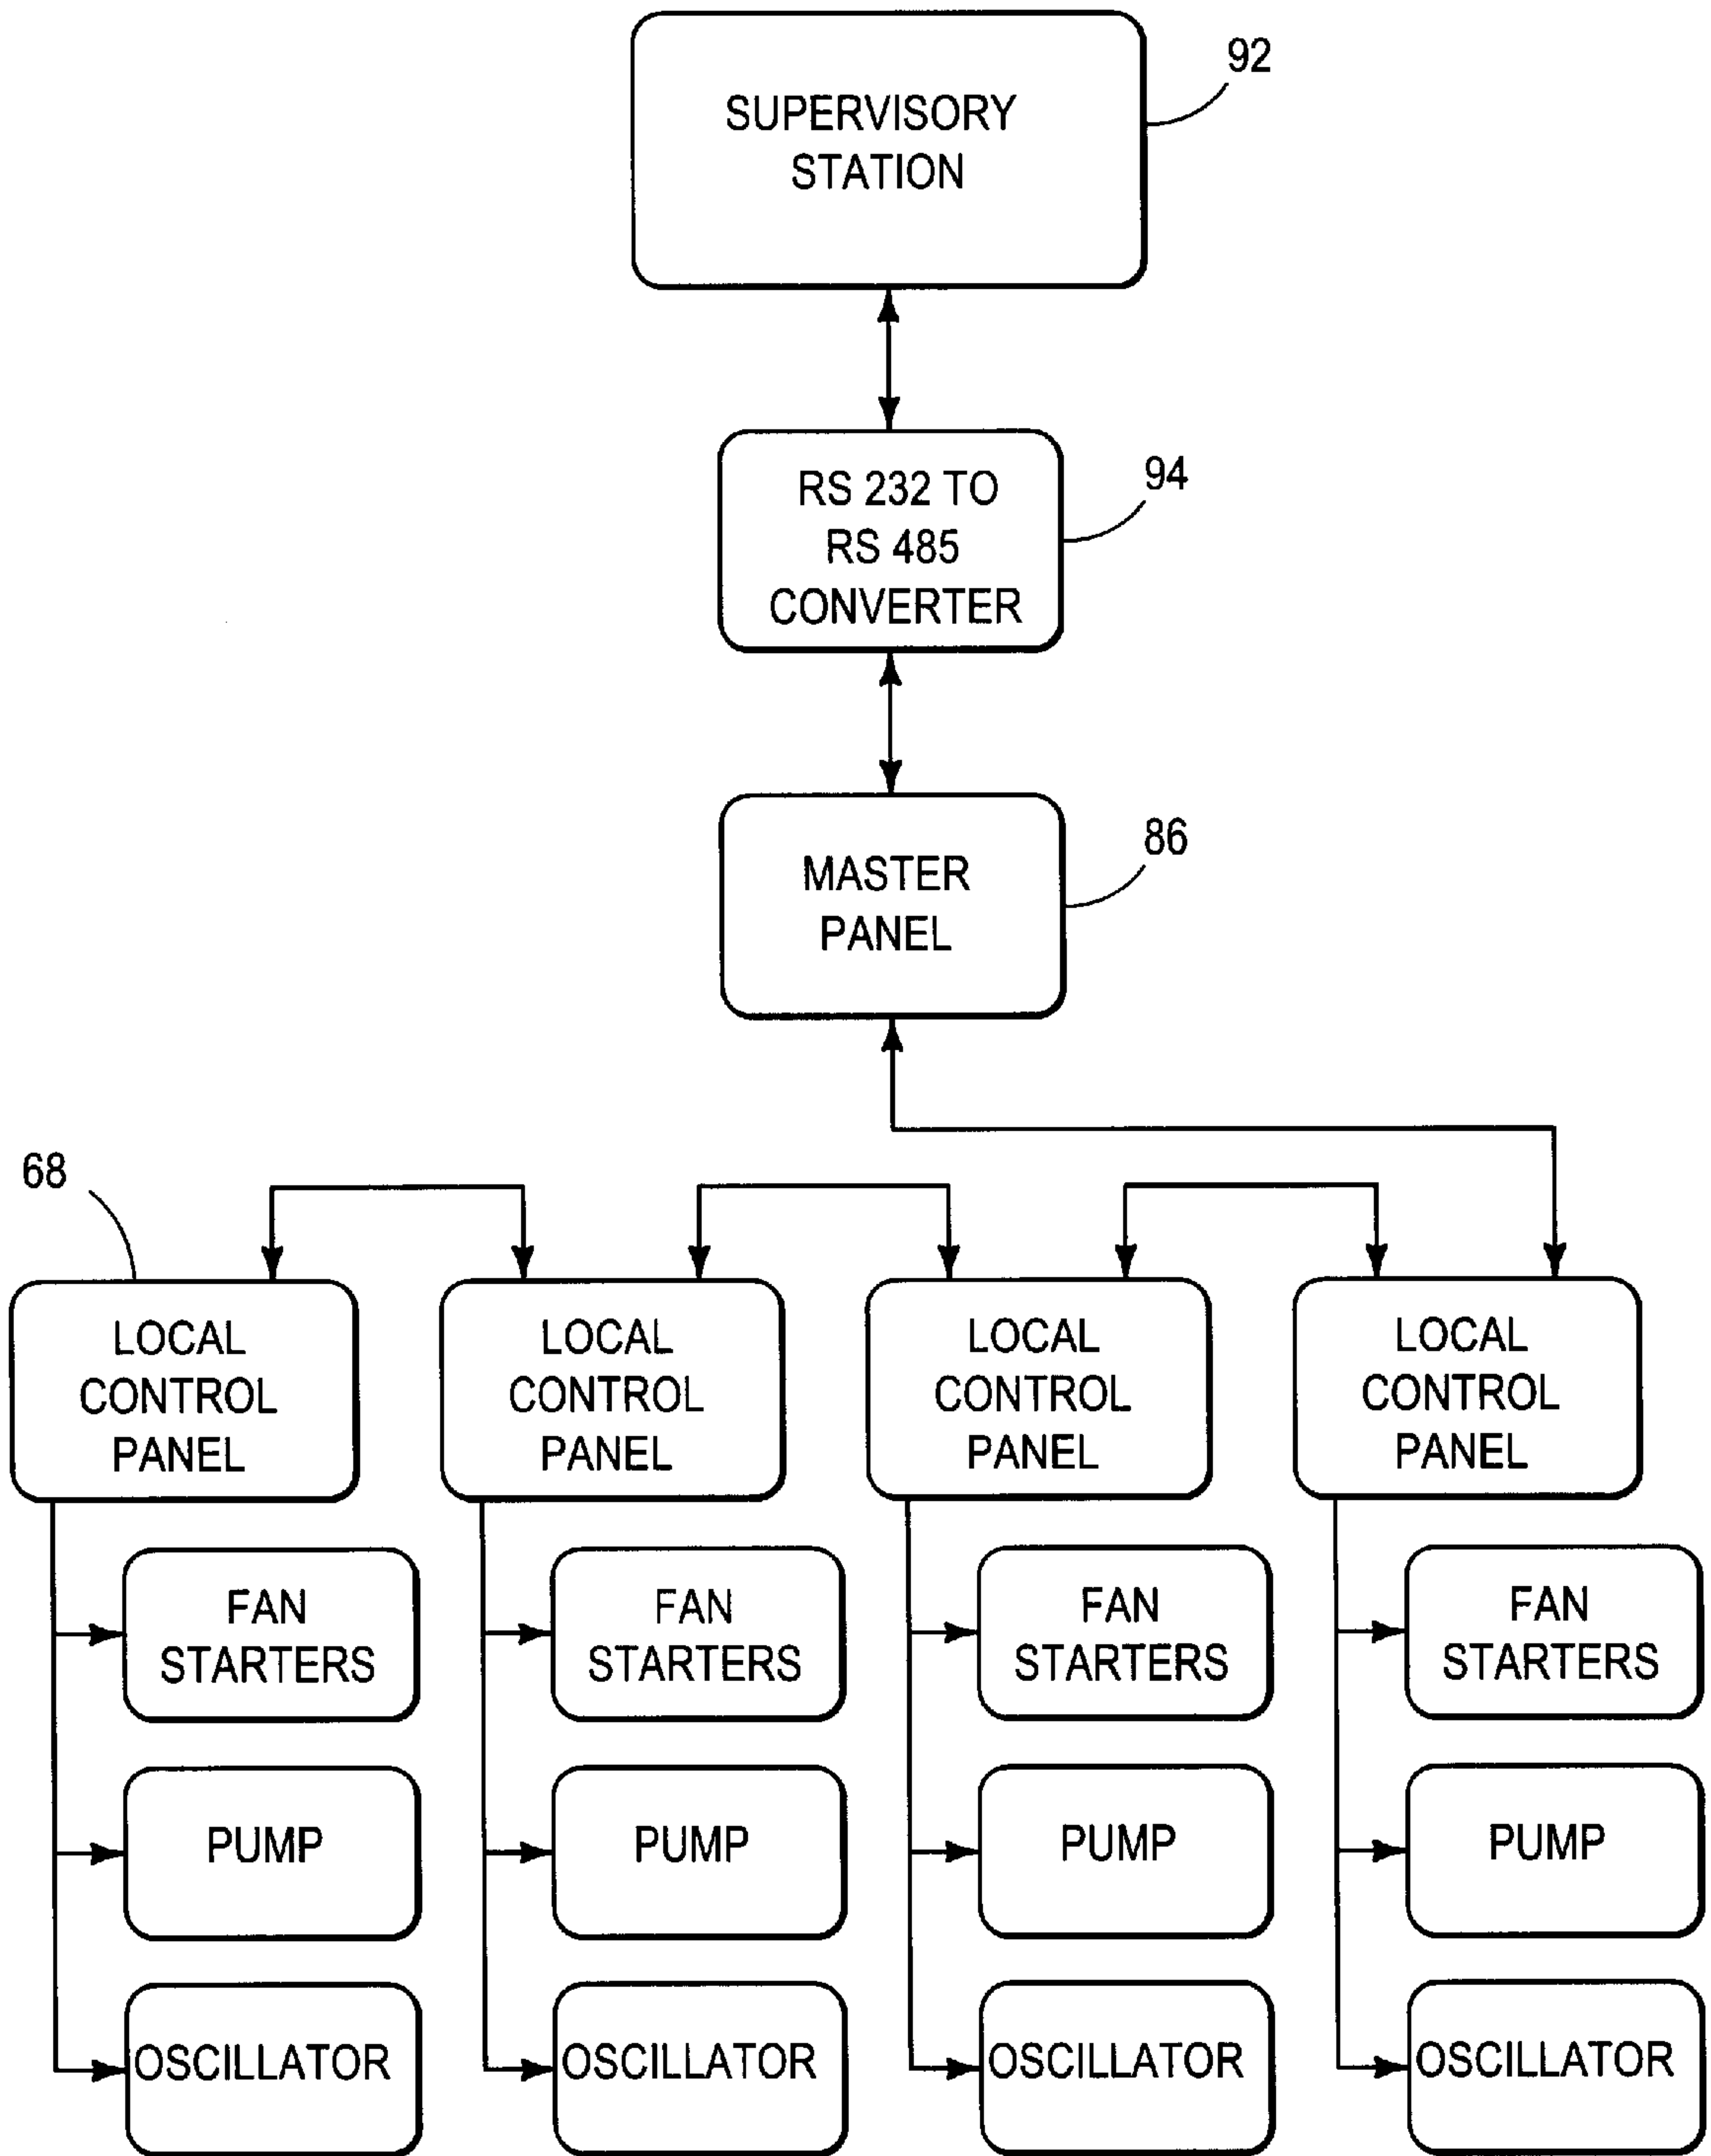 92
SUPERVISORY
STATION
94
RS 232 TO
RS 485
CONVERTER
86
MASTER
PANEL
68
LOCAL
CONTROL
PANEL
LOCAL
CONTROL
PANEL
LOCAL
CONTROL
PANEL
LOCAL
CONTROL
PANEL
FAN
STARTERS
FAN
STARTERS
FAN
STARTERS
FAN
STARTERS
PUMP
PUMP
PUMP
PUMP
OSCILLATOR
OSCILLATOR
OSCILLATOR
OSCILLATOR